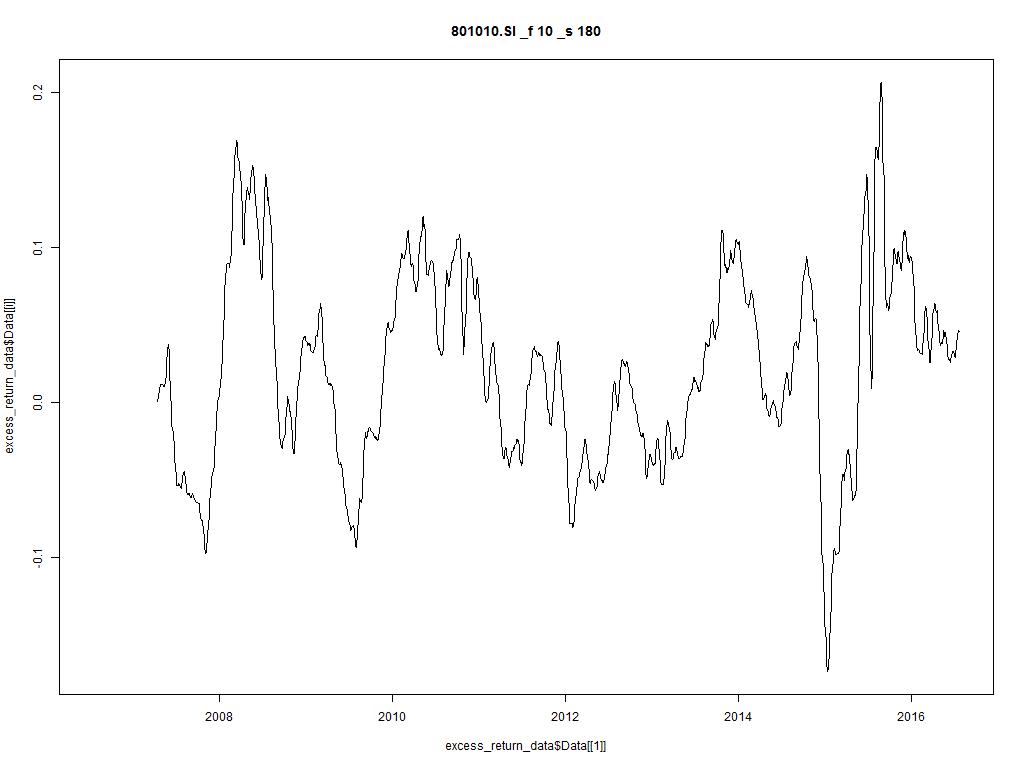 801010.SI _f 10 _s 180
0.2
0.1
0.0
-0.1
excess_return_data$Data[[i]]
2008 2010 2012 2014 2016
excess_return_data$Data[[1]]